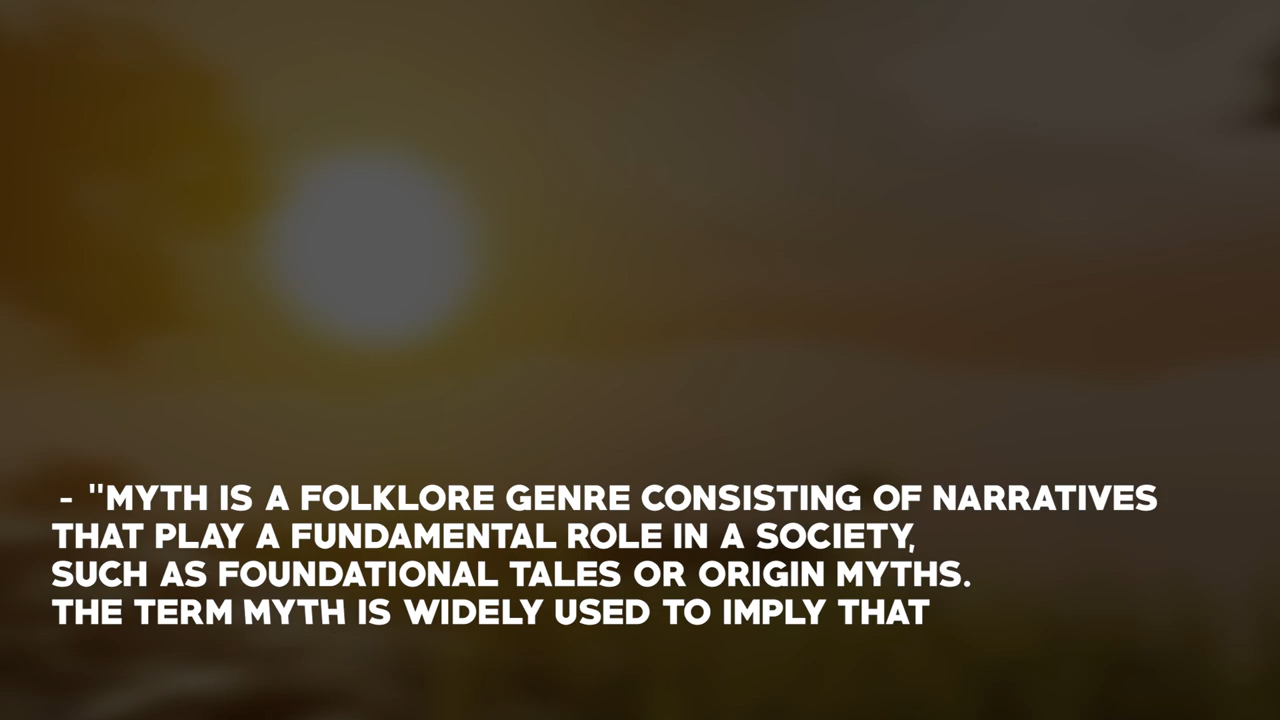 - "MYTH IS A FOLKLORE GENRE CONSISTING OF NARRATIVES
THAT PLAY A FUNDAMENTAL ROLE IN A SOCIETY,
SUCH AS FOUNDATIONAL TALES OR ORIGIN MYTHS.
THE TERM MYTH IS WIDELY USED TO IMPLY THAT